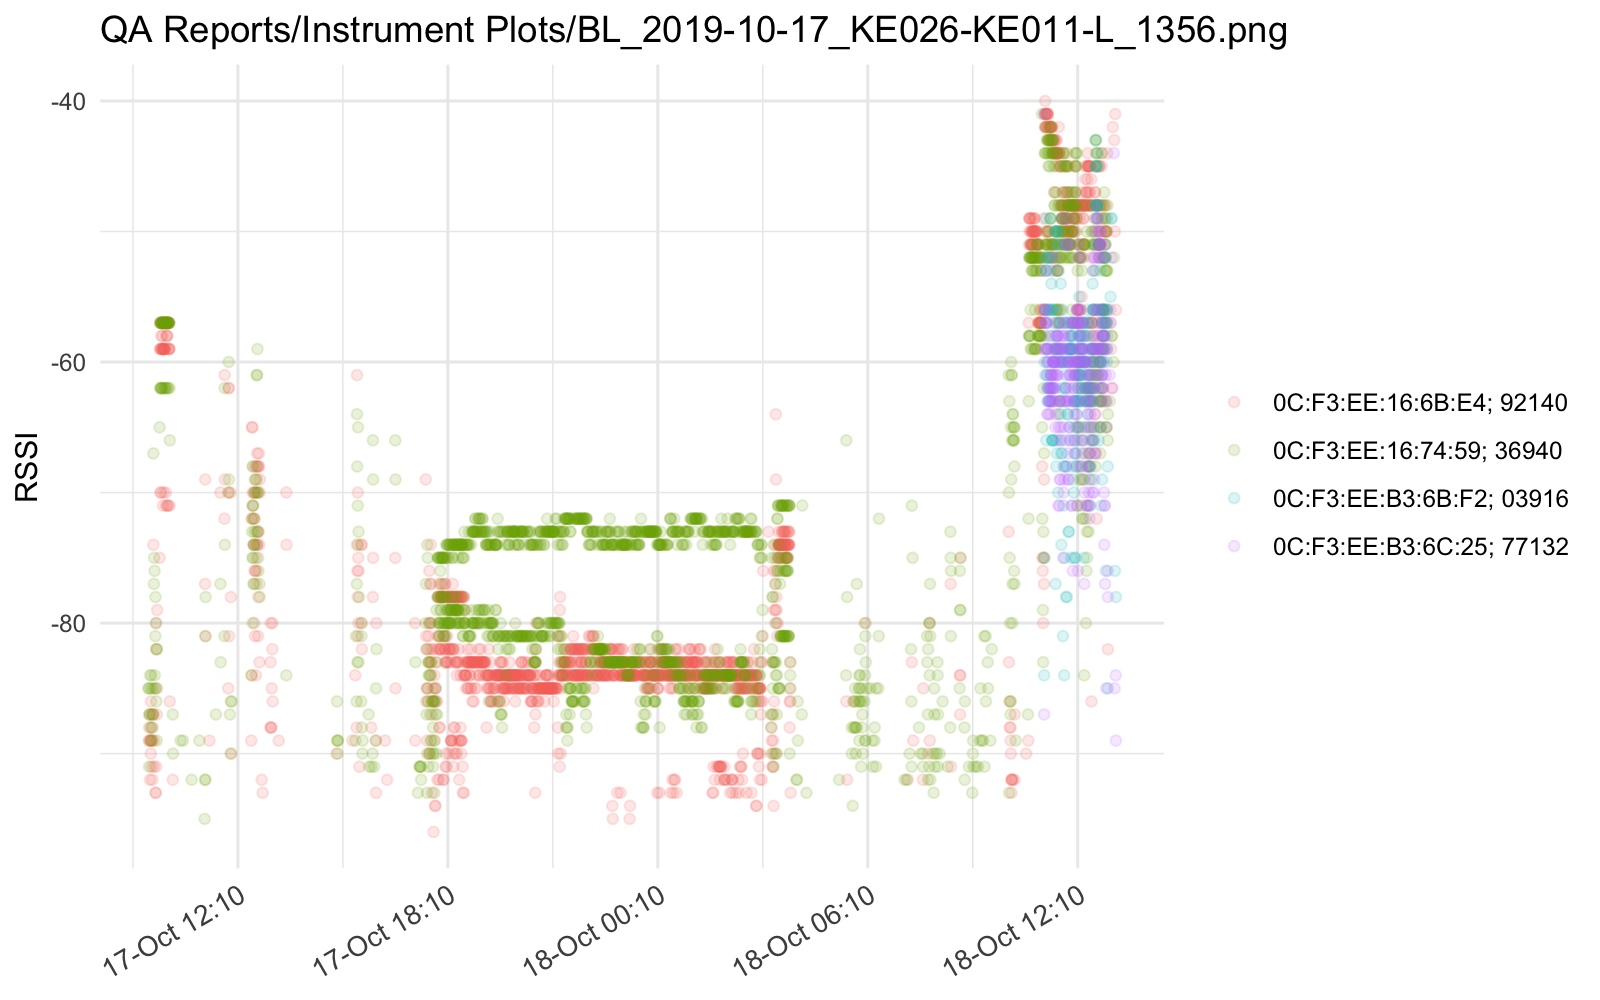 QA Reports/Instrument Plots/BL_2019-10-17_KE026-KE011-L_1356.png
-40
-60
-80
RSSI
0C:F3:EE:16:6B:E4; 92140
0C:F3:EE:16:74:59; 36940
0C:F3:EE:B3:6B:F2; 03916
0C:F3:EE:B3:6C:25; 77132
17-Oct 12:10
17-Oct 18:10
18-Oct 00:10
18-Oct 06:10
18-Oct 12:10